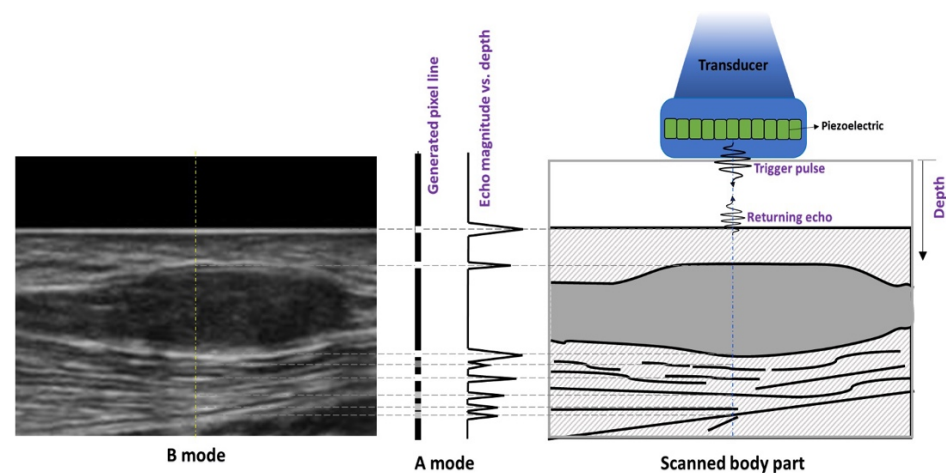 Transducer
Piezoelectric
Trigger pulse
Returning echo
Depth
Generated pixel line
Echo magnitude vs. depth
B mode
A mode
Scanned body part